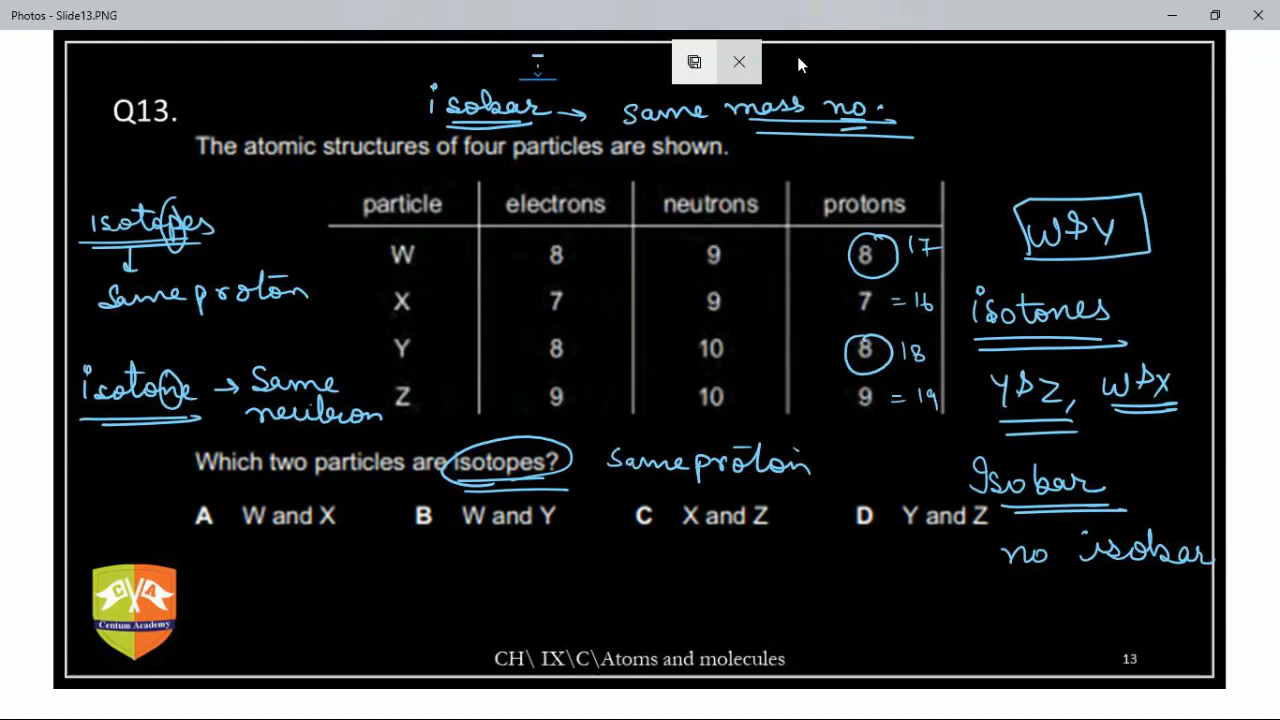 Photos - Slide13.PNG
Q13.
isobar → same mass no.
The atomic structures of four particles are shown.
particle electrons neutrons protons
W 8 9 8 17
X 7 9 7 = 16
Y 8 10 8 18
Z 9 10 9 = 19
isotopes
same proton
isotone → Same
neutron
W & Y
isotones
Y & Z, W & X
Isobar
no isobar
Which two particles are isotopes? same proton
A W and X B W and Y C X and Z D Y and Z
CA
Centum Academy
CH\ IX\C\Atoms and molecules
13